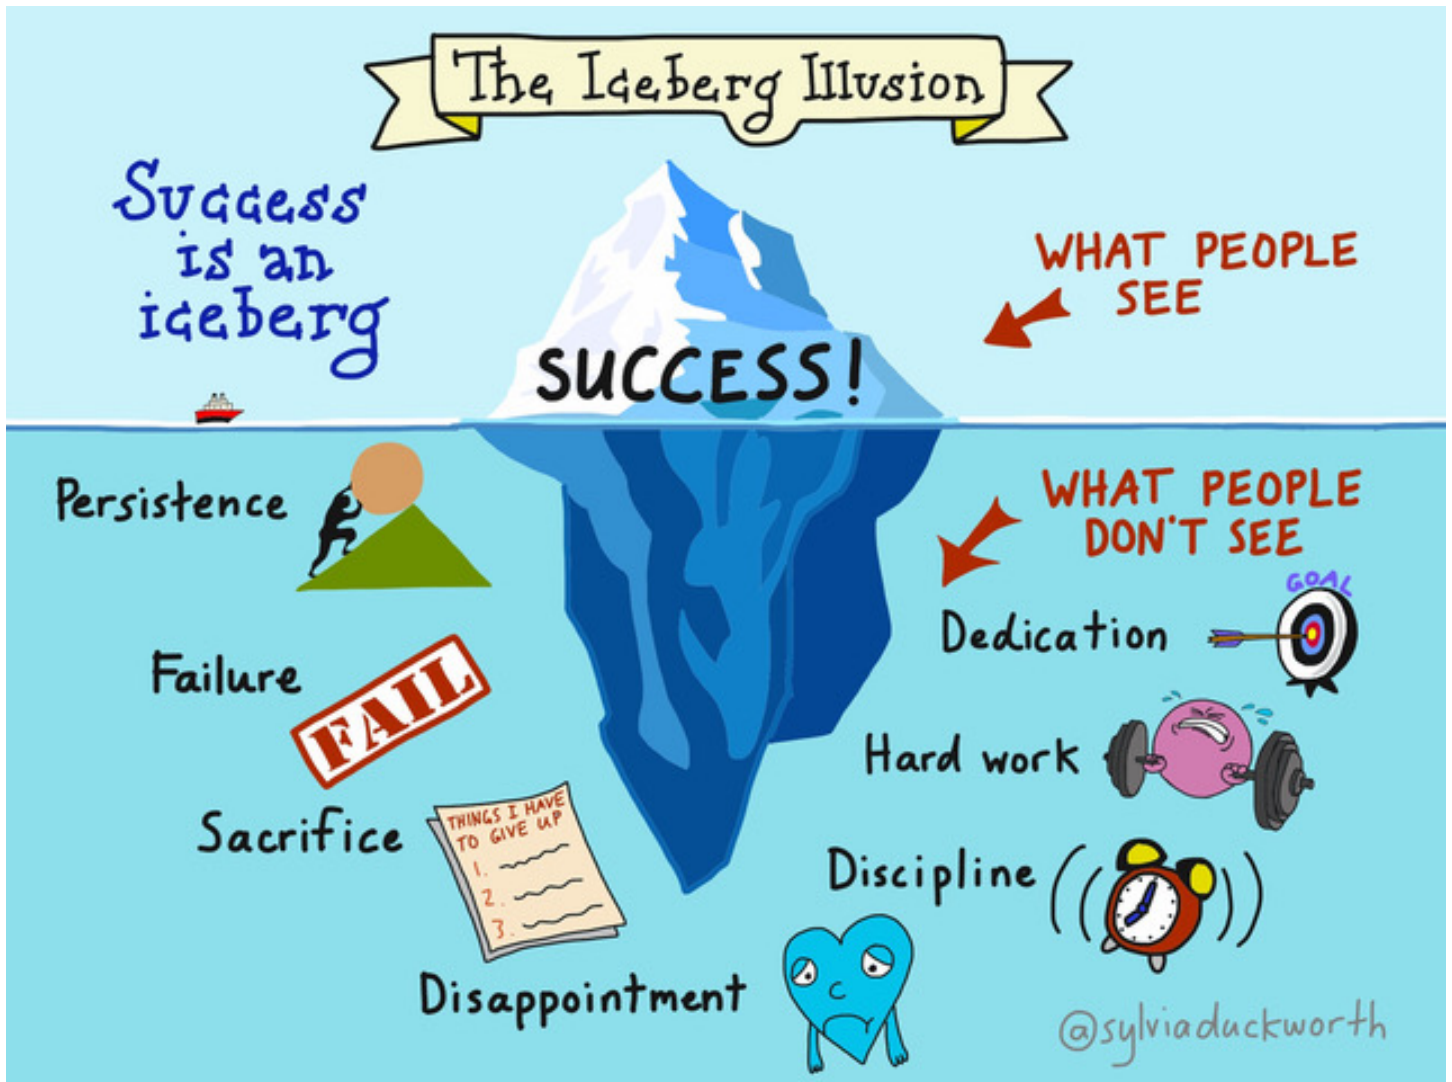 The Iceberg Illusion
Success
is an
iceberg
WHAT PEOPLE
SEE
SUCCESS!
WHAT PEOPLE
DON'T SEE
Persistence
Failure
FAIL
Sacrifice
THINGS I HAVE
TO GIVE UP
1.
2.
3.
Disappointment
GOAL
Dedication
Hard work
Discipline
@sylviaduckworth